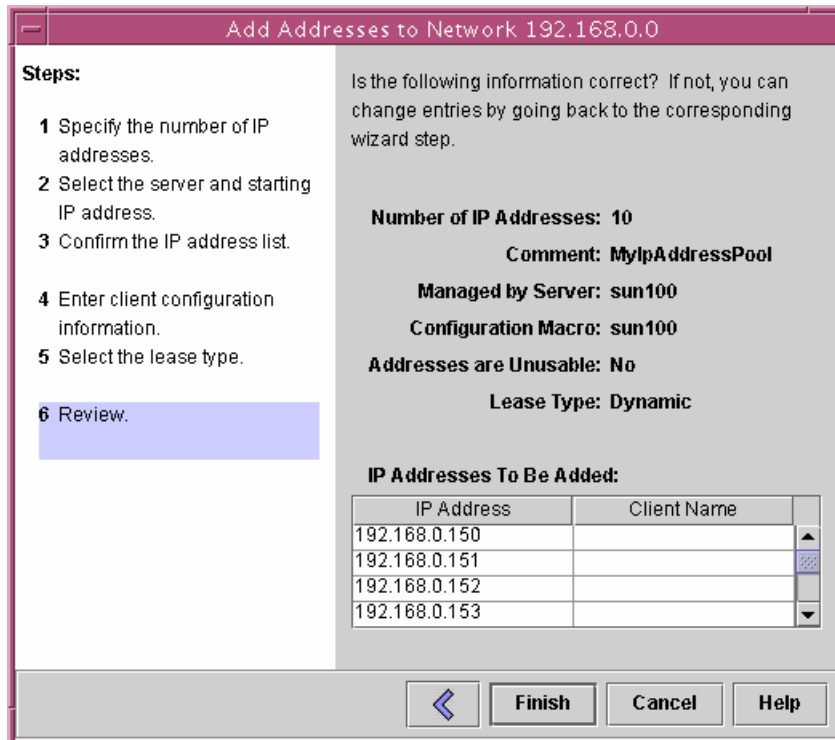 Add Addresses to Network 192.168.0.0
Steps:
1 Specify the number of IP
addresses.
2 Select the server and starting
IP address.
3 Confirm the IP address list.
4 Enter client configuration
information.
5 Select the lease type.
6 Review.
Is the following information correct? If not, you can
change entries by going back to the corresponding
wizard step.
Number of IP Addresses: 10
Comment: MyIpAddressPool
Managed by Server: sun100
Configuration Macro: sun100
Addresses are Unusable: No
Lease Type: Dynamic
IP Addresses To Be Added:
IP Address Client Name
192.168.0.150
192.168.0.151
192.168.0.152
192.168.0.153
Finish Cancel Help